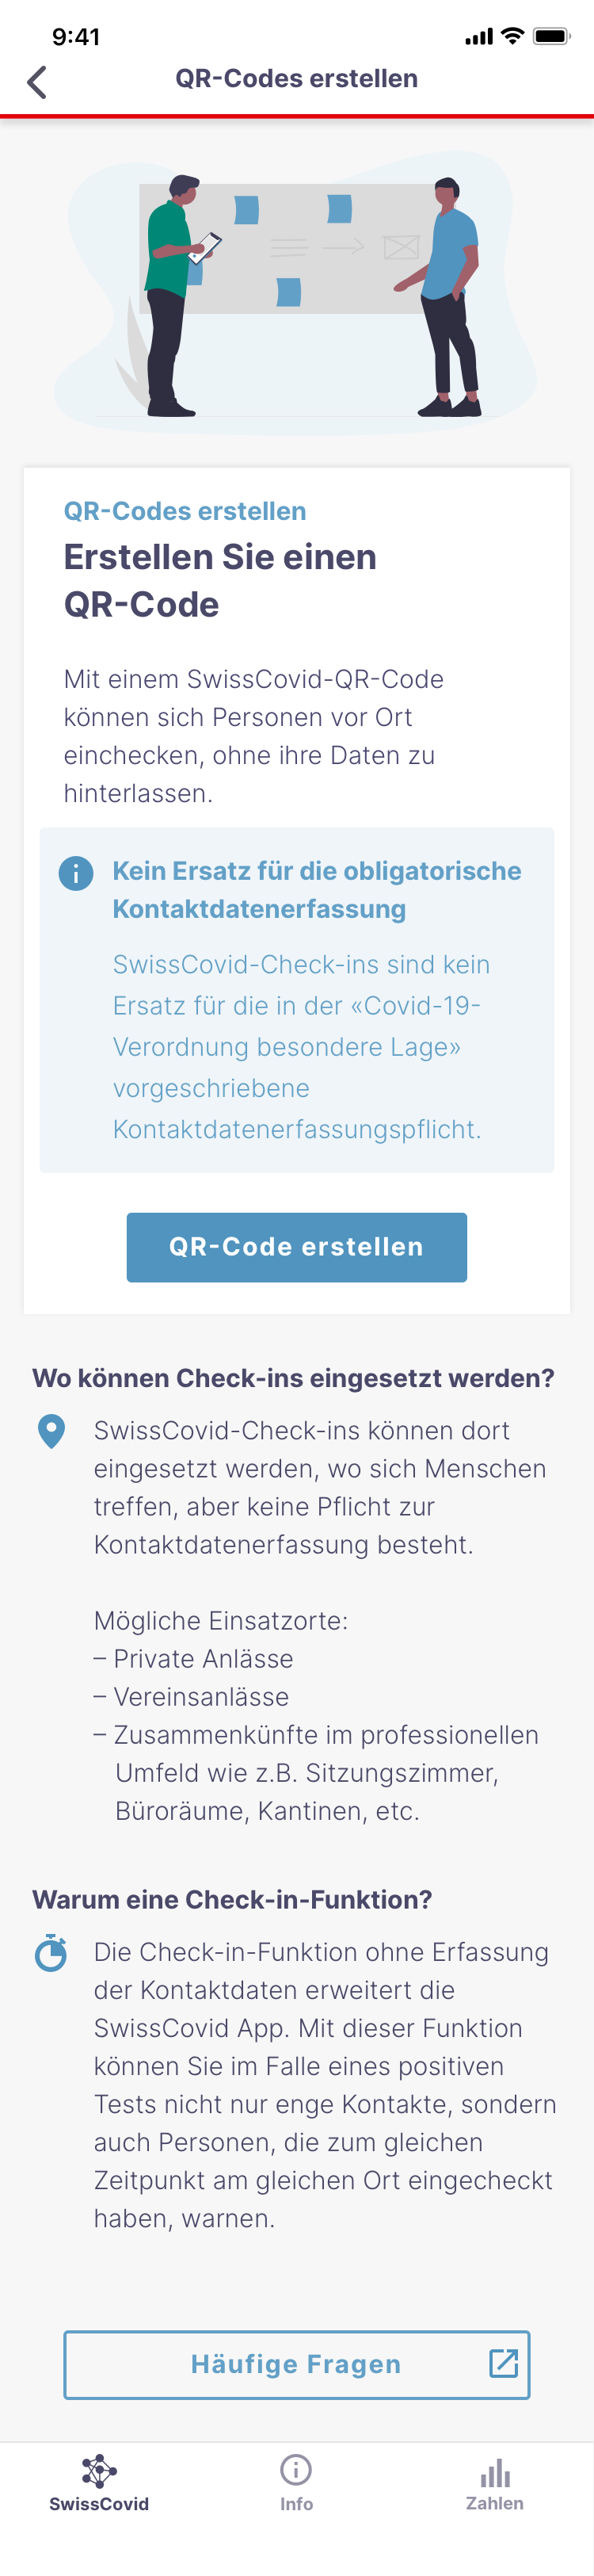 9:41
QR-Codes erstellen
QR-Codes erstellen
Erstellen Sie einen
QR-Code
Mit einem SwissCovid-QR-Code
können sich Personen vor Ort
einchecken, ohne ihre Daten zu
hinterlassen.
Kein Ersatz für die obligatorische
Kontaktdatenerfassung
SwissCovid-Check-ins sind kein
Ersatz für die in der «Covid-19-
Verordnung besondere Lage»
vorgeschriebene
Kontaktdatenerfassungspflicht.
QR-Code erstellen
Wo können Check-ins eingesetzt werden?
SwissCovid-Check-ins können dort
eingesetzt werden, wo sich Menschen
treffen, aber keine Pflicht zur
Kontaktdatenerfassung besteht.
Mögliche Einsatzorte:
– Private Anlässe
– Vereinsanlässe
– Zusammenkünfte im professionellen
Umfeld wie z.B. Sitzungszimmer,
Büroräume, Kantinen, etc.
Warum eine Check-in-Funktion?
Die Check-in-Funktion ohne Erfassung
der Kontaktdaten erweitert die
SwissCovid App. Mit dieser Funktion
können Sie im Falle eines positiven
Tests nicht nur enge Kontakte, sondern
auch Personen, die zum gleichen
Zeitpunkt am gleichen Ort eingecheckt
haben, warnen.
Häufige Fragen
SwissCovid
Info
Zahlen